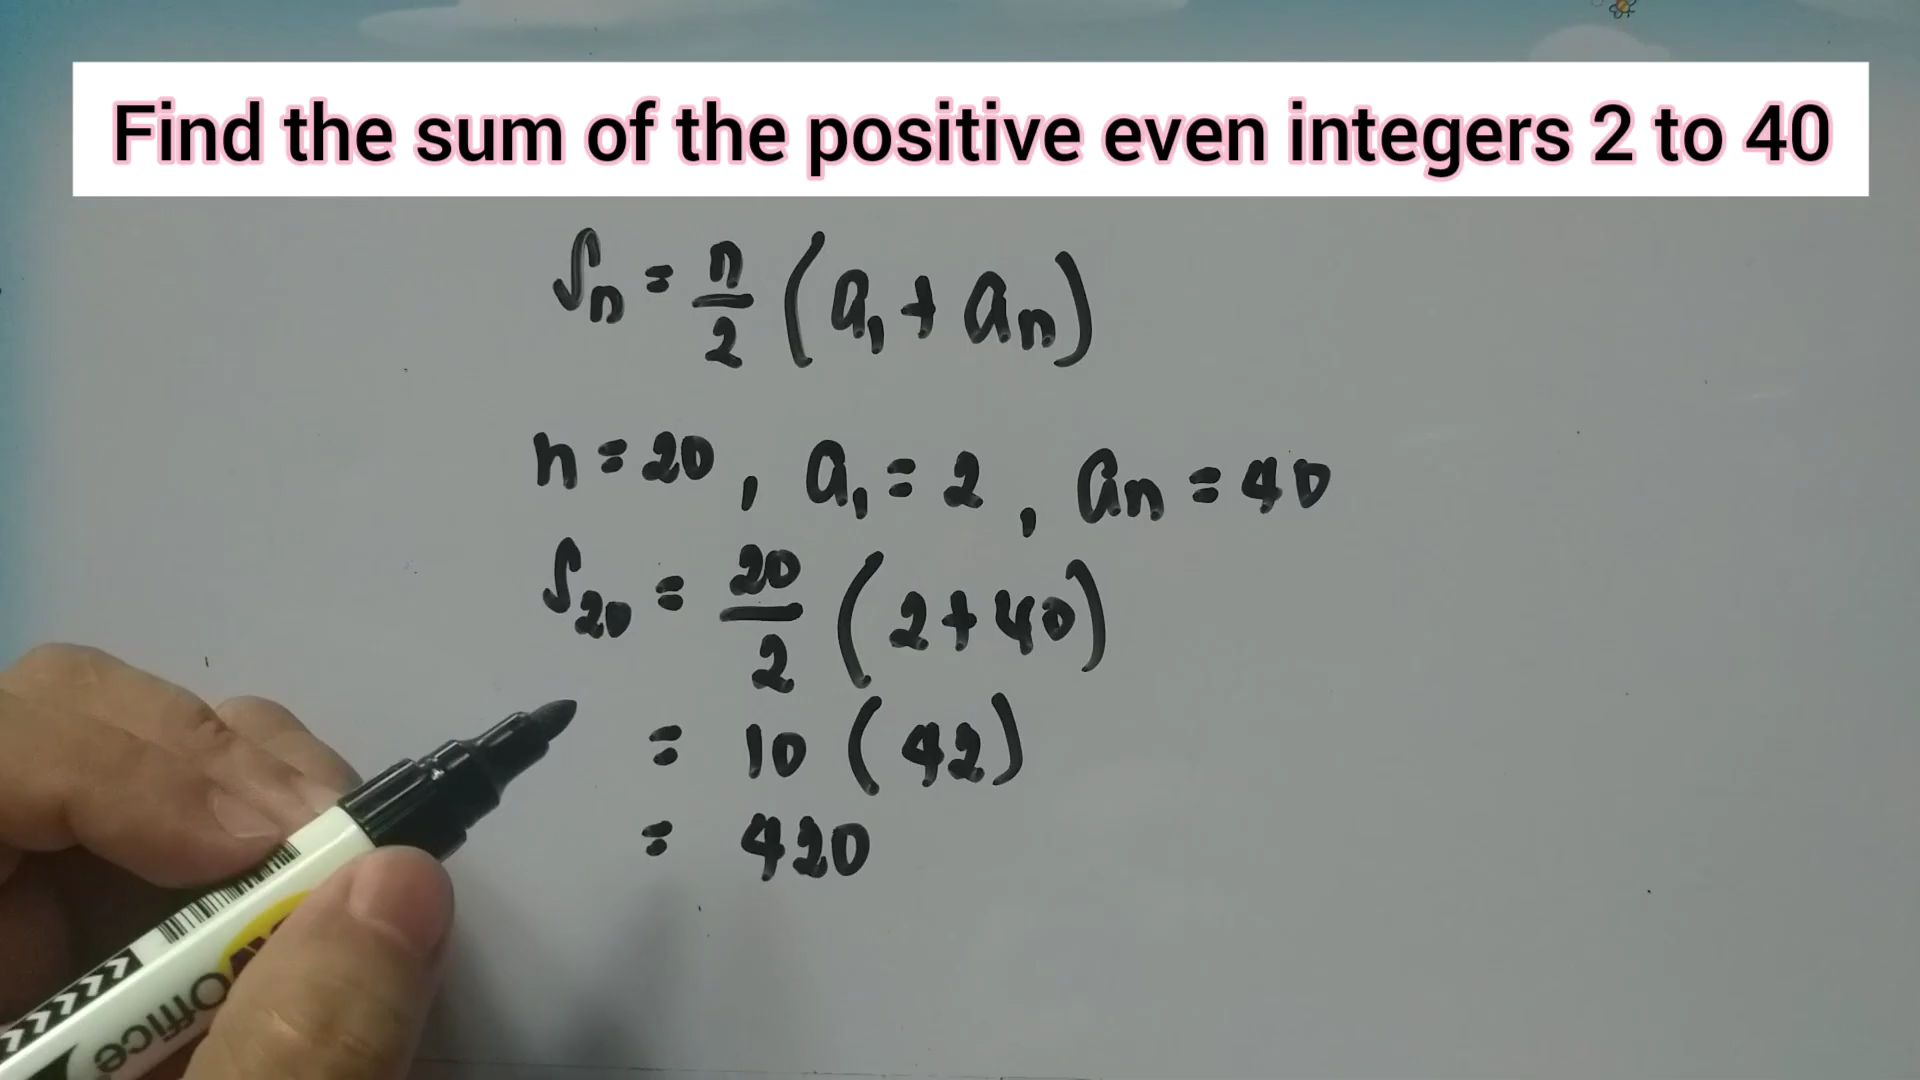 Find the sum of the positive even integers 2 to 40
Sn = n/2 (a₁ + an)
n = 20, a₁ = 2, an = 40
S₂₀ = 20/2 (2 + 40)
= 10 (42)
= 420
Office